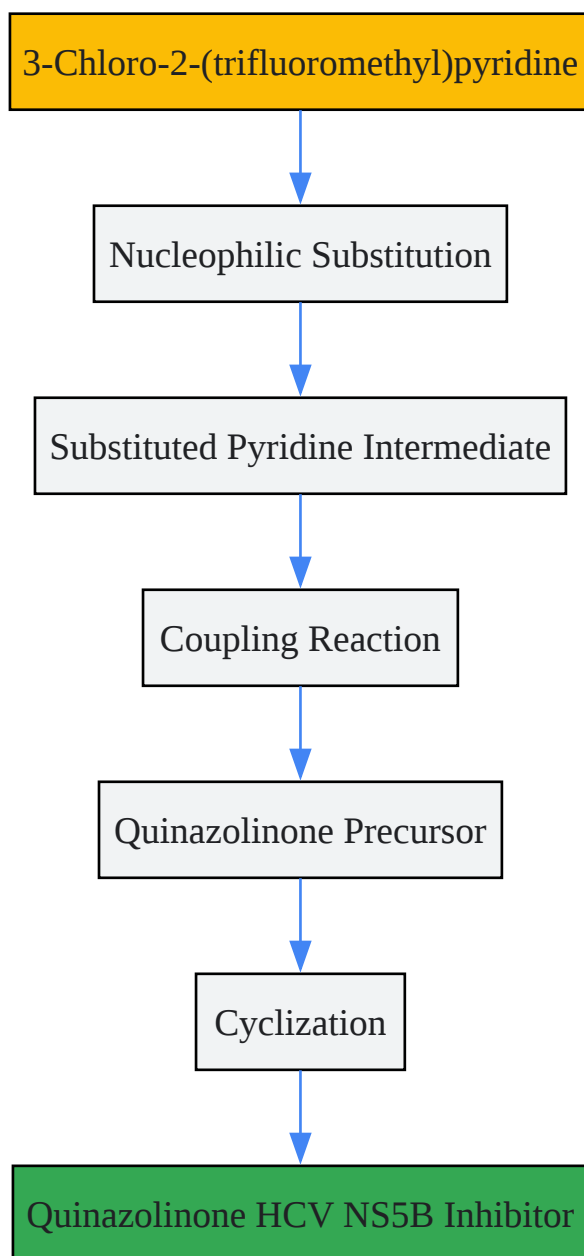 3-Chloro-2-(trifluoromethyl)pyridine
Nucleophilic Substitution
Substituted Pyridine Intermediate
Coupling Reaction
Quinazolinone Precursor
Cyclization
Quinazolinone HCV NS5B Inhibitor